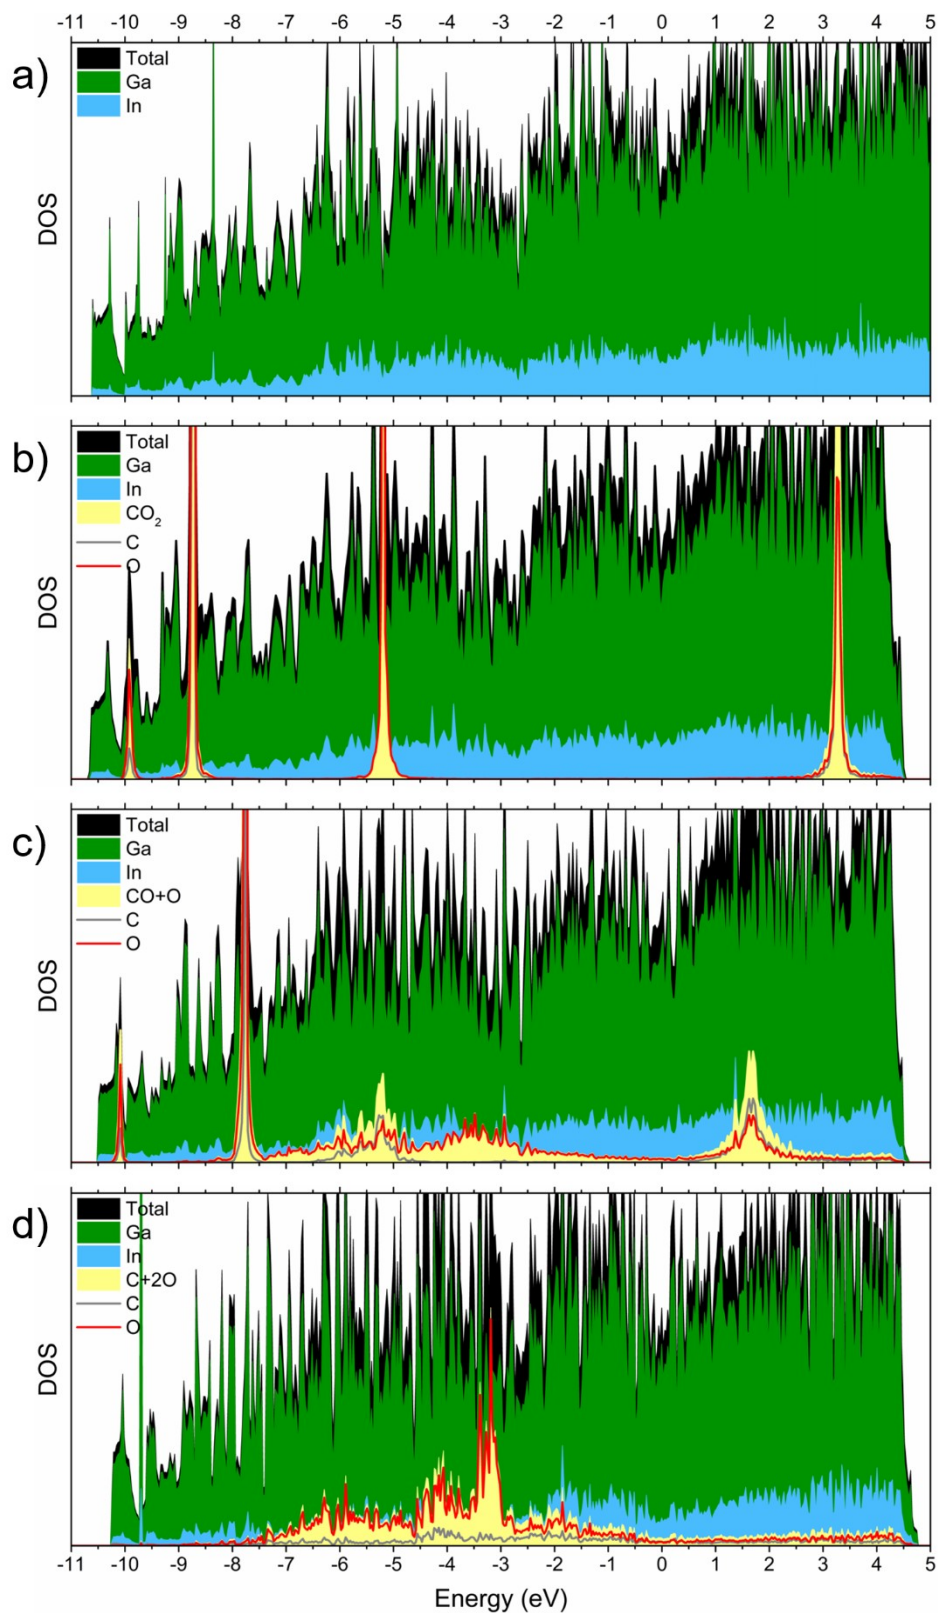 -11 -10 -9 -8 -7 -6 -5 -4 -3 -2 -1 0 1 2 3 4 5
a)
Total
Ga
In
DOS
b)
Total
Ga
In
CO₂
C
O
DOS
c)
Total
Ga
In
CO+O
C
O
DOS
d)
Total
Ga
In
C+2O
C
O
DOS
-11 -10 -9 -8 -7 -6 -5 -4 -3 -2 -1 0 1 2 3 4 5
Energy (eV)